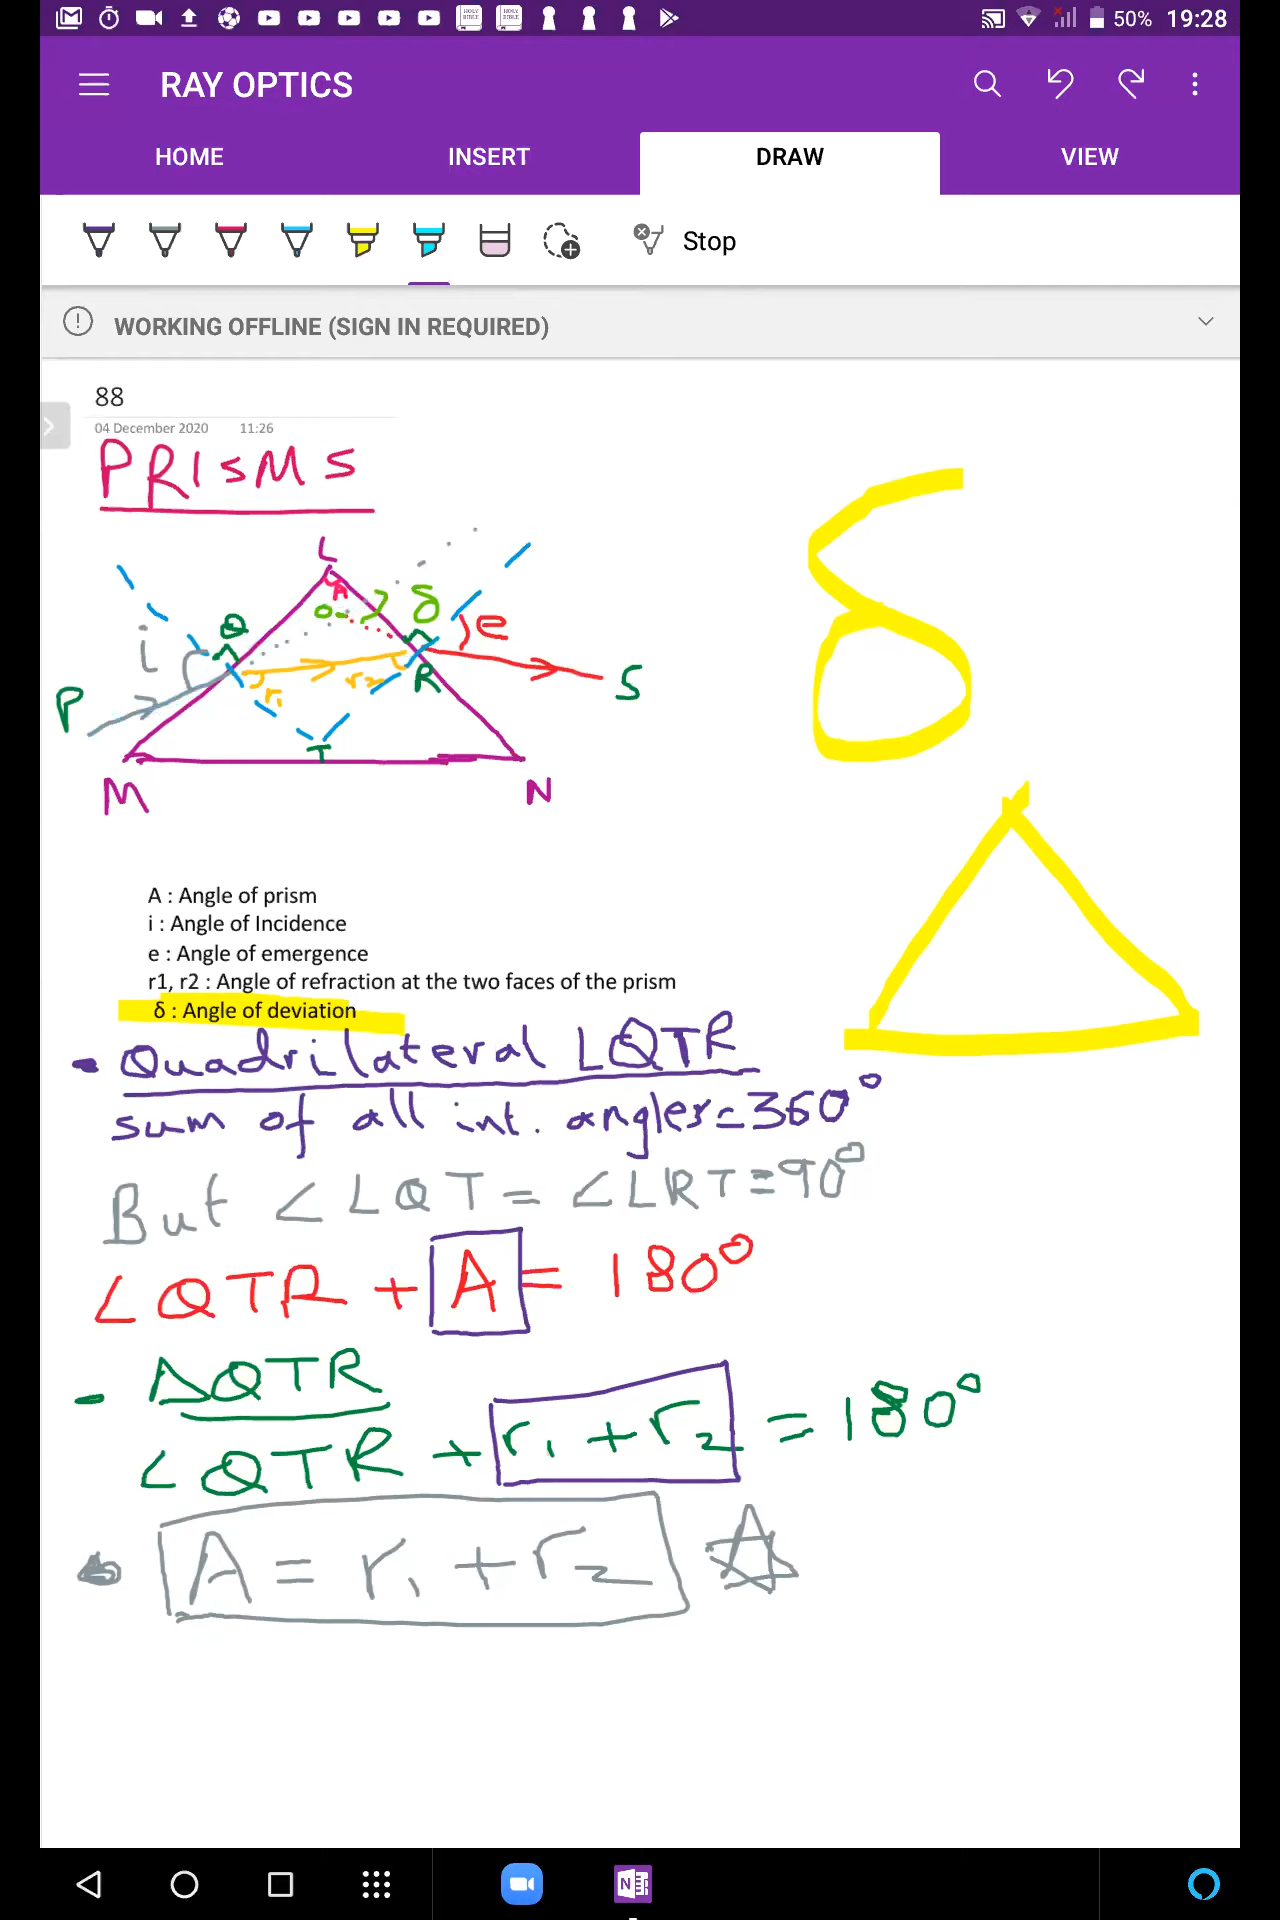 50% 19:28
RAY OPTICS
HOME INSERT DRAW VIEW
Stop
WORKING OFFLINE (SIGN IN REQUIRED)
88
04 December 2020 11:26
PRISMS
L
A
O δ
Q
i e
P r1 r2 R S
T
M N
δ
A : Angle of prism
i : Angle of Incidence
e : Angle of emergence
r1, r2 : Angle of refraction at the two faces of the prism
δ : Angle of deviation
- Quadrilateral LQTR
sum of all int. angles = 360°
But ∠LQT = ∠LRT = 90°
∠QTR + A = 180°
- ΔQTR
∠QTR + r1 + r2 = 180°
A = r1 + r2